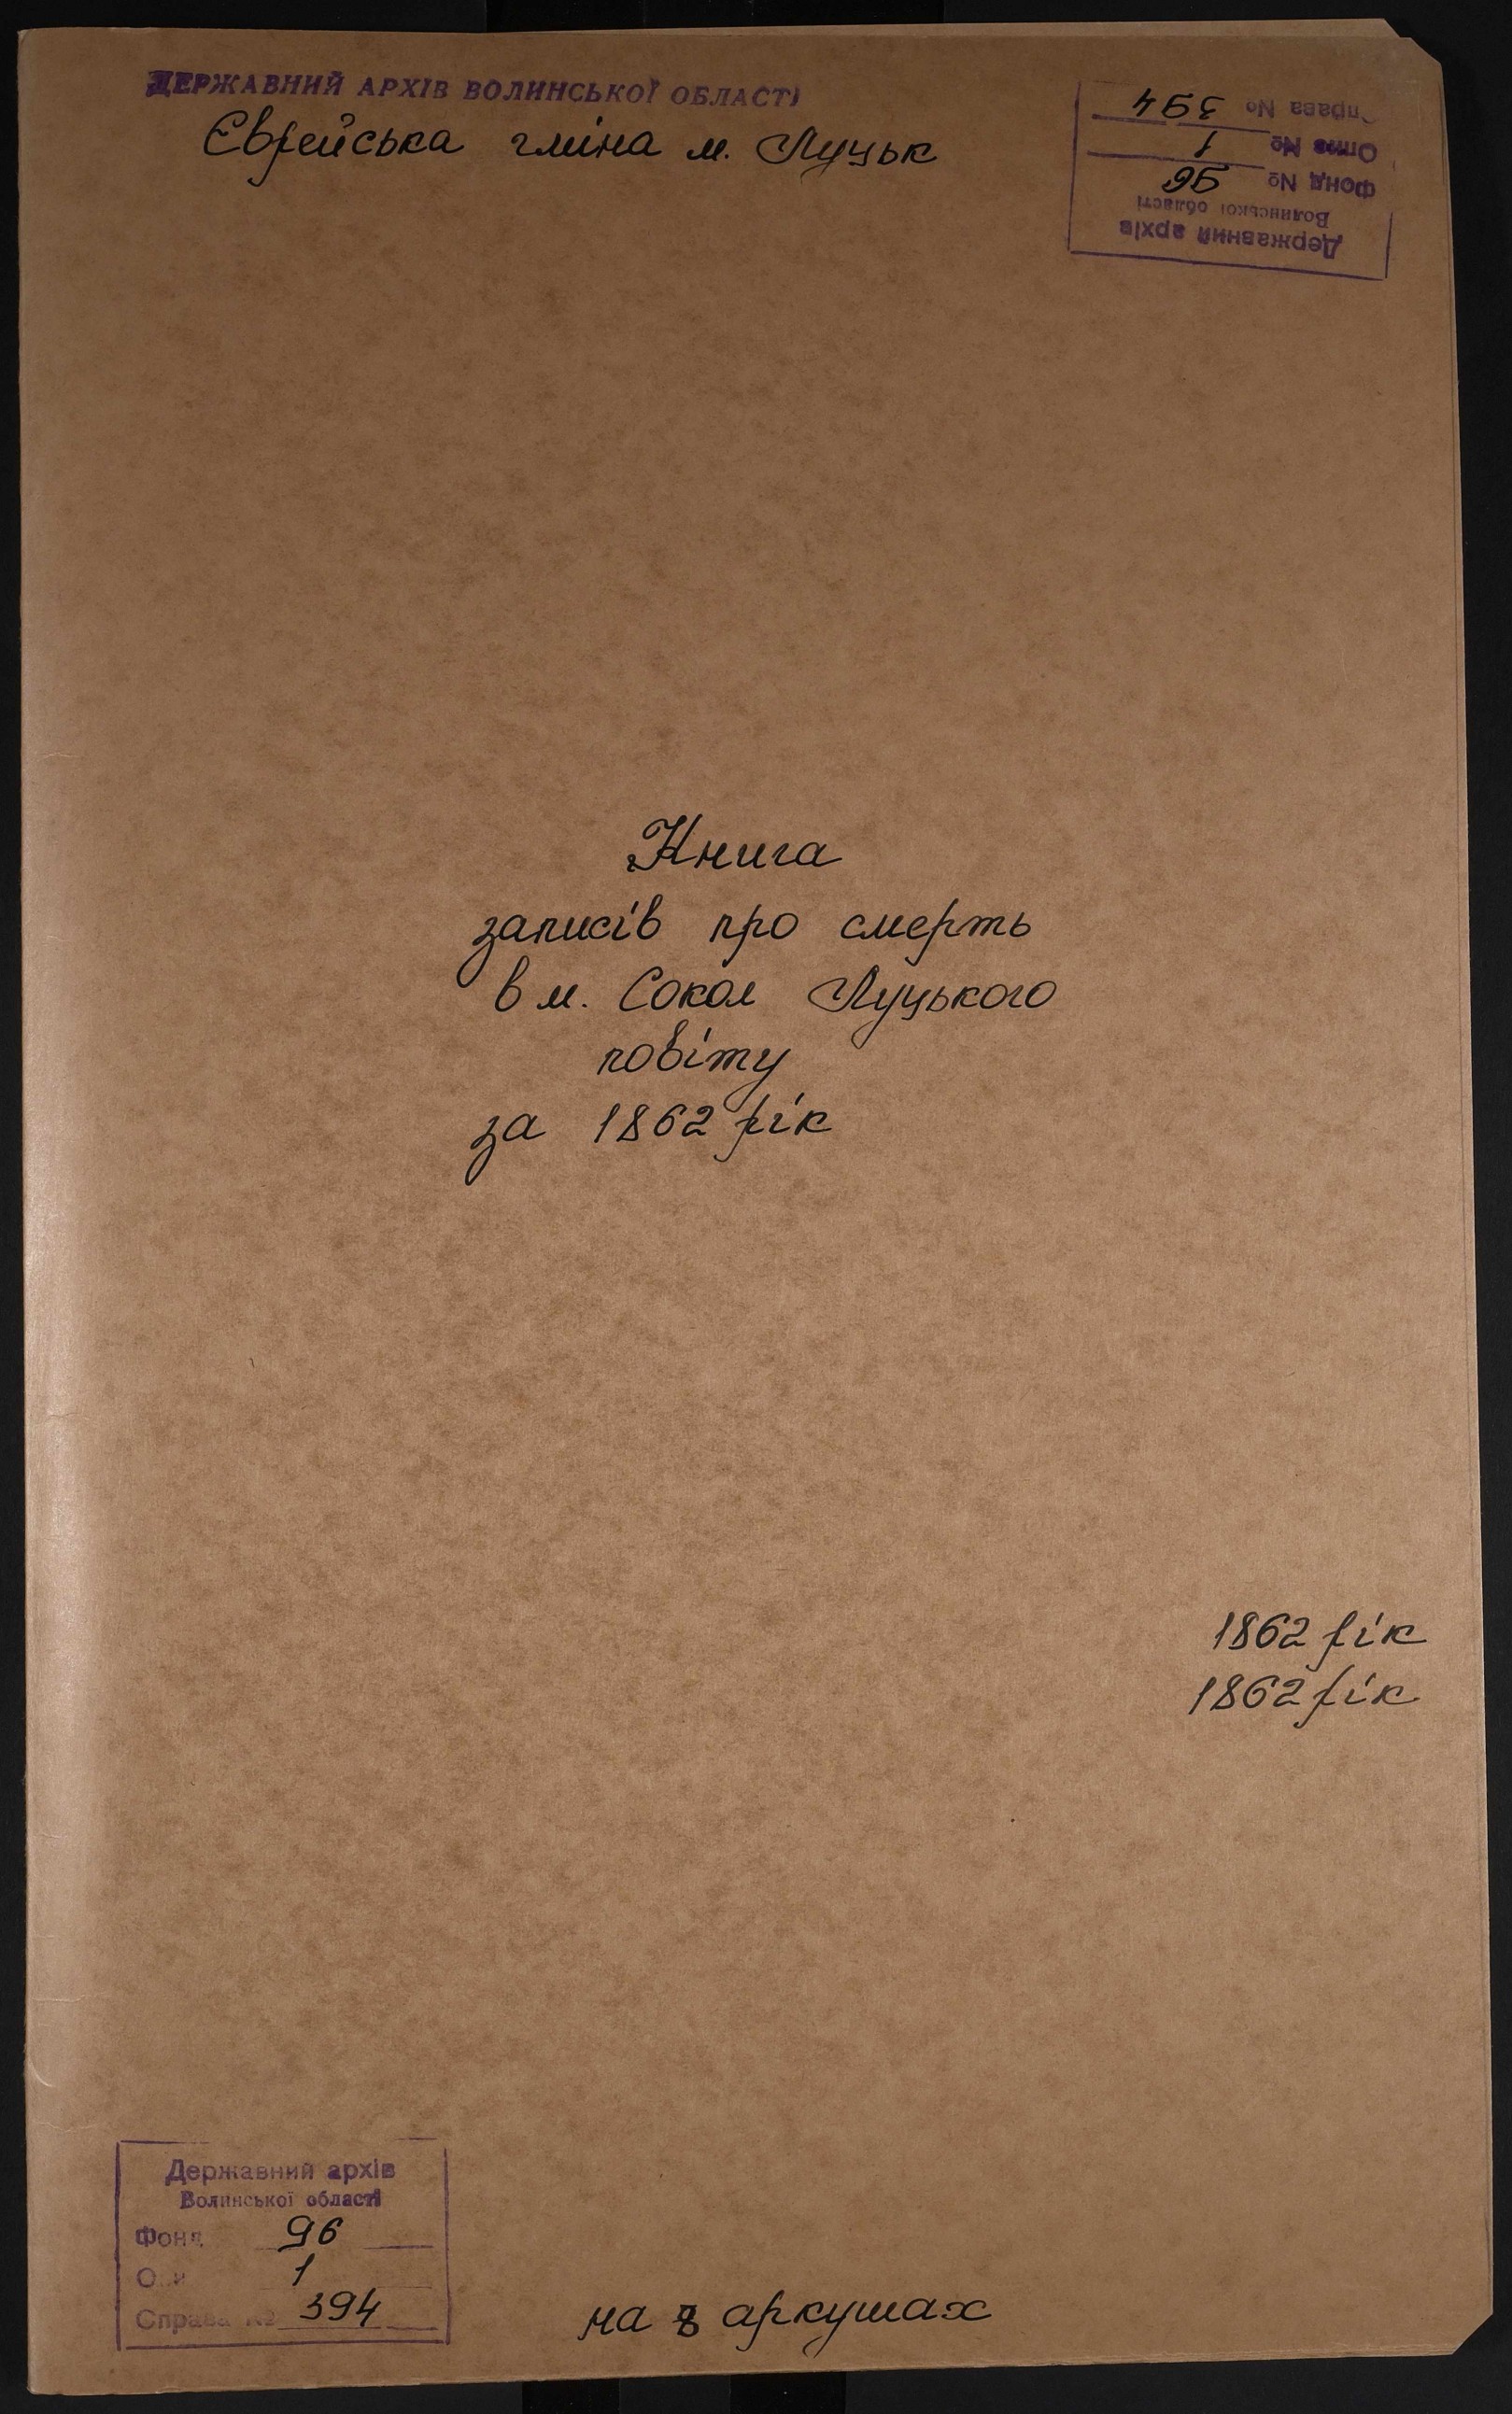 ДЕРЖАВНИЙ АРХІВ ВОЛИНСЬКОЇ ОБЛАСТІ
Єврейська гміна м. Луцьк
Державний архів
Волинської області
Фонд № 96
Опис № 1
Справа № 394
Книга
записів про смерть
в м. Сокол Луцького
повіту
за 1862 рік
1862 рік
1862 рік
Державний архів
Волинської області
Фонд 96
1
Справа № 394
на 8 аркушах